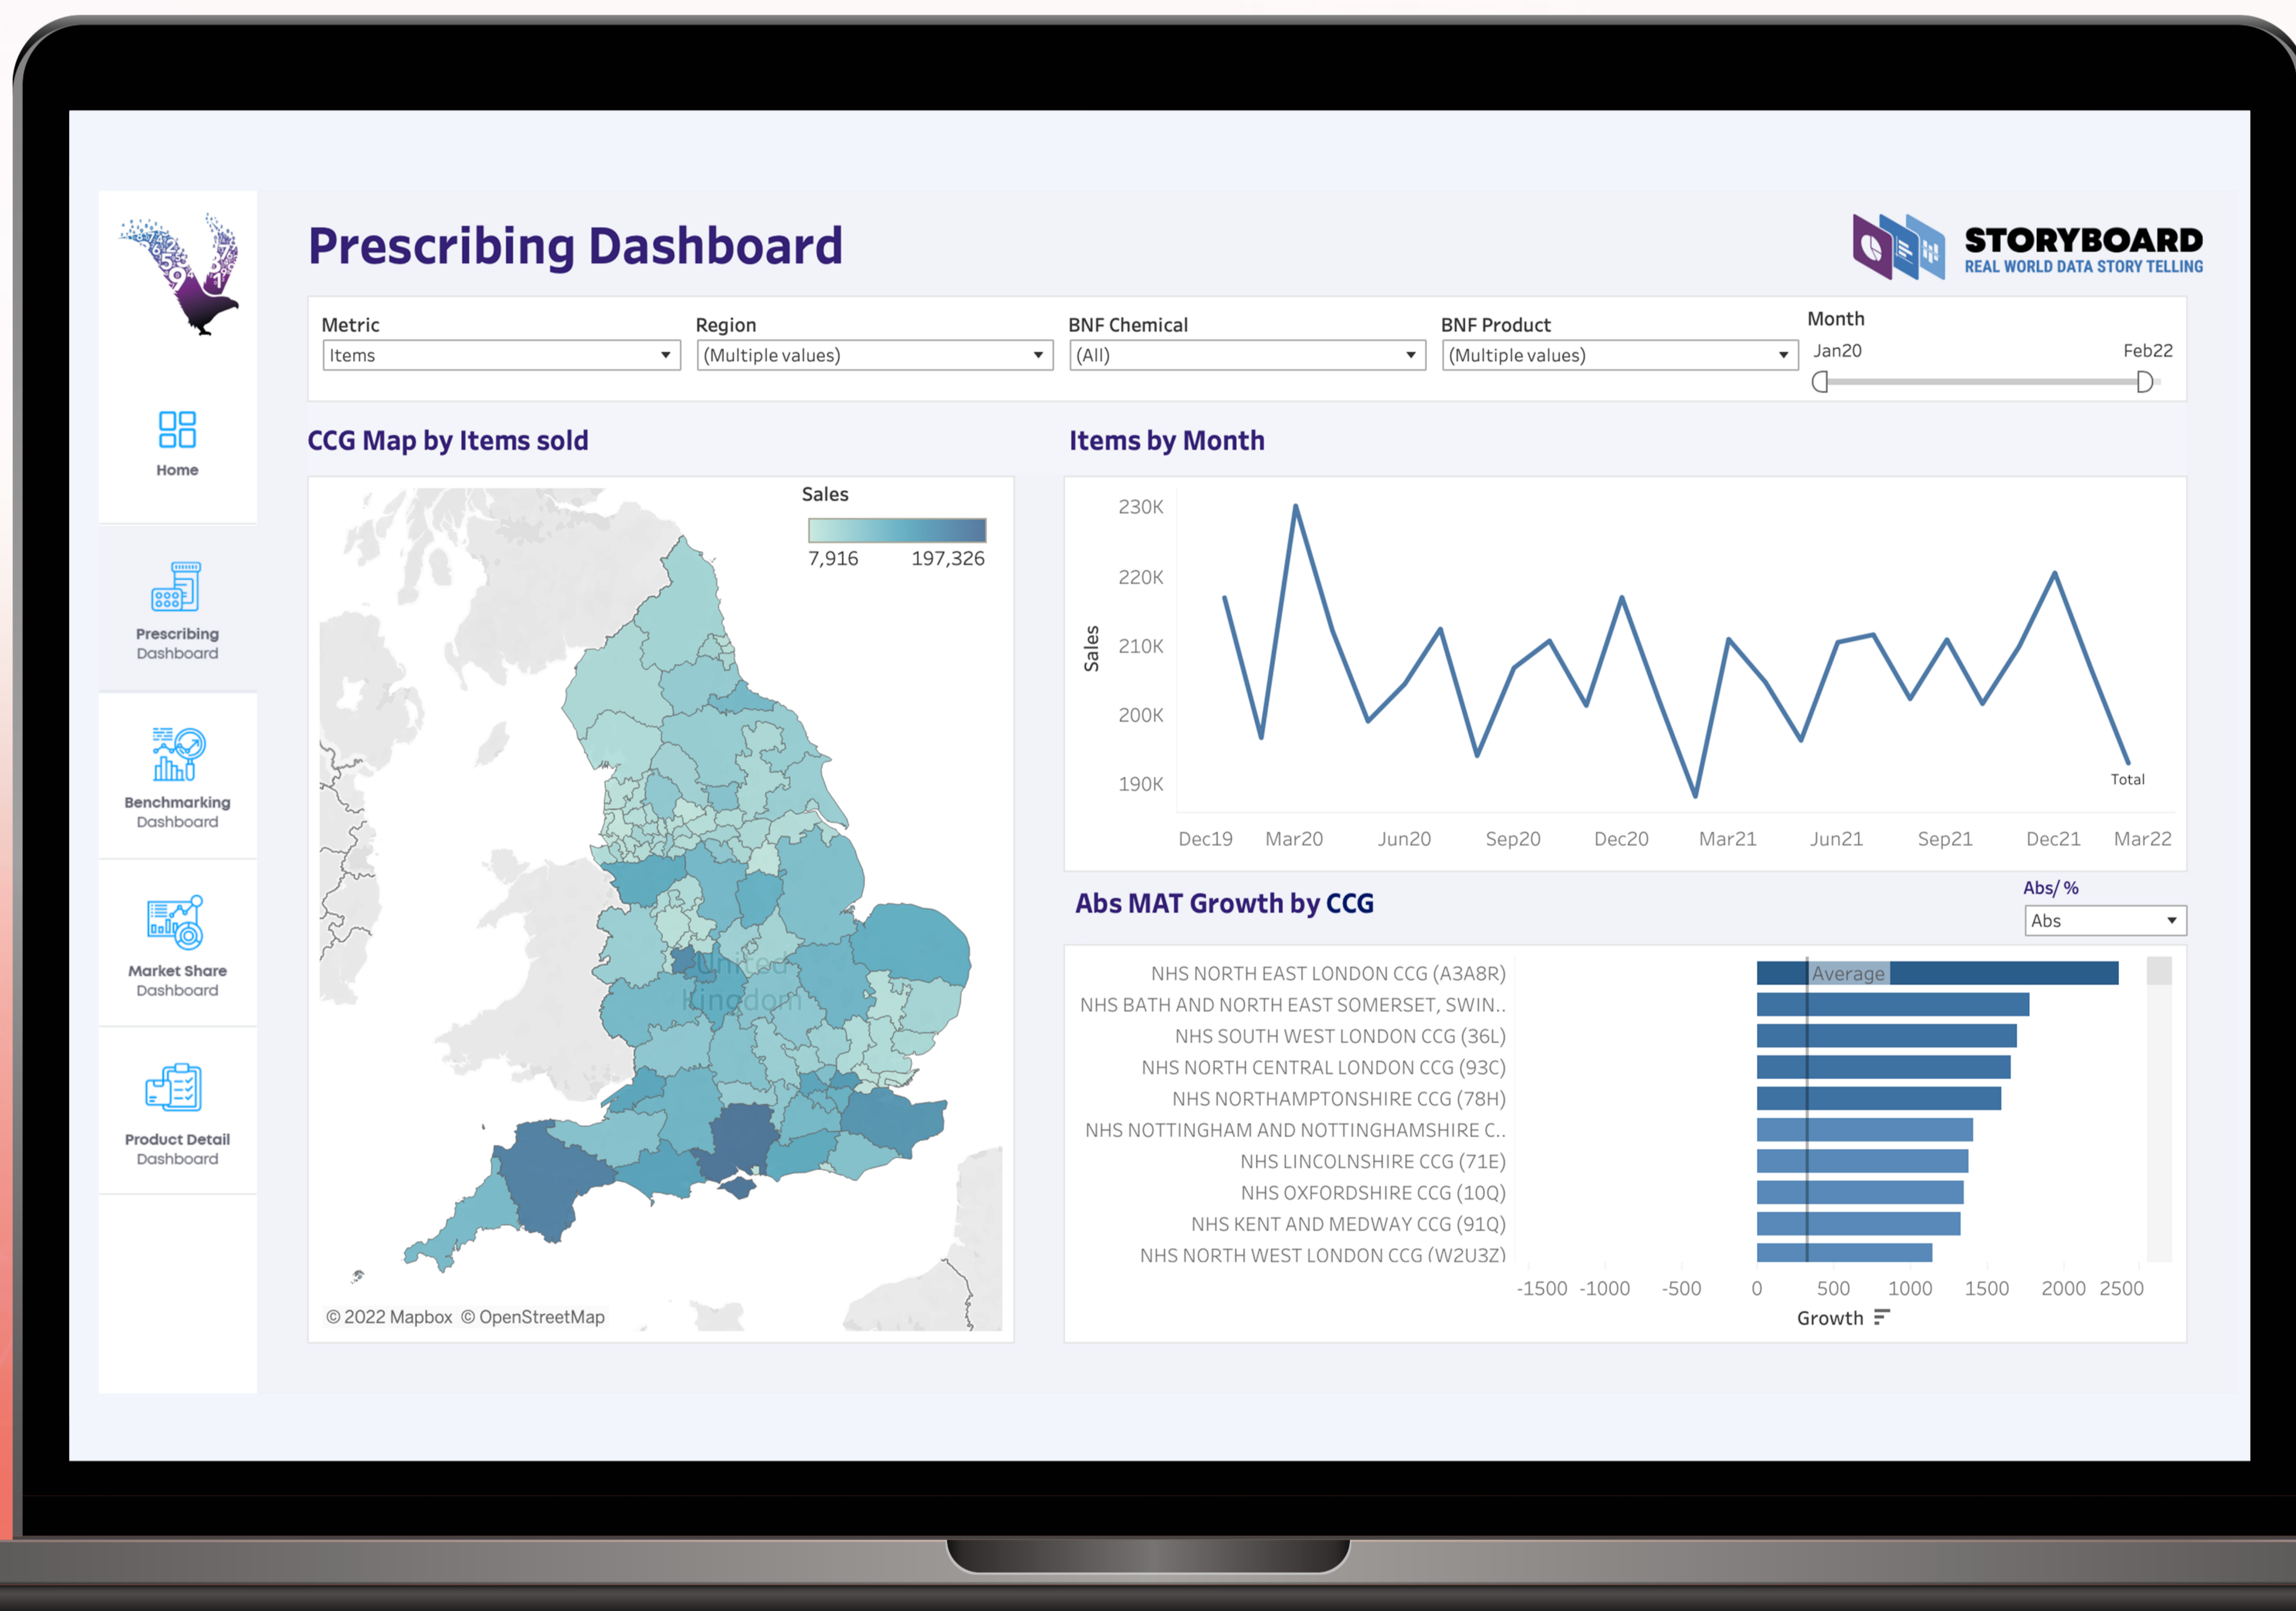 Prescribing Dashboard
STORYBOARD
REAL WORLD DATA STORY TELLING
Home
Prescribing
Dashboard
Benchmarking
Dashboard
Market Share
Dashboard
Product Detail
Dashboard
Metric
Items
Region
(Multiple values)
BNF Chemical
(All)
BNF Product
(Multiple values)
Month
Jan20
Feb22
CCG Map by Items sold
Sales
7,916
197,326
United
Kingdom
© 2022 Mapbox © OpenStreetMap
Items by Month
Sales
230K
220K
210K
200K
190K
Total
Dec19
Mar20
Jun20
Sep20
Dec20
Mar21
Jun21
Sep21
Dec21
Mar22
Abs MAT Growth by CCG
Abs/ %
Abs
NHS NORTH EAST LONDON CCG (A3A8R)
Average
NHS BATH AND NORTH EAST SOMERSET, SWIN..
NHS SOUTH WEST LONDON CCG (36L)
NHS NORTH CENTRAL LONDON CCG (93C)
NHS NORTHAMPTONSHIRE CCG (78H)
NHS NOTTINGHAM AND NOTTINGHAMSHIRE C..
NHS LINCOLNSHIRE CCG (71E)
NHS OXFORDSHIRE CCG (10Q)
NHS KENT AND MEDWAY CCG (91Q)
NHS NORTH WEST LONDON CCG (W2U3Z)
-1500
-1000
-500
0
500
1000
1500
2000
2500
Growth